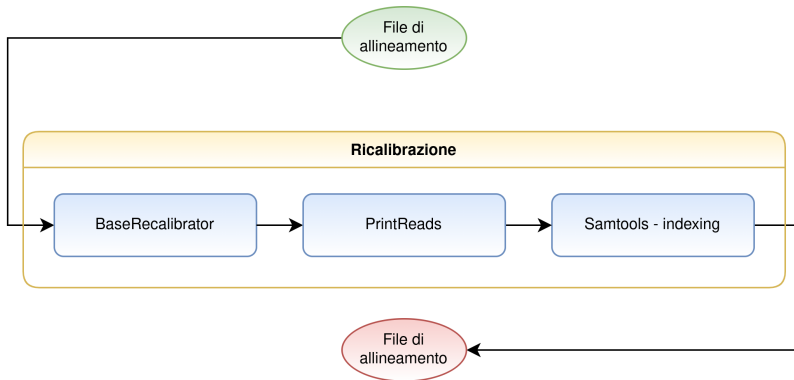 File di
allineamento
Ricalibrazione
BaseRecalibrator
PrintReads
Samtools - indexing
File di
allineamento